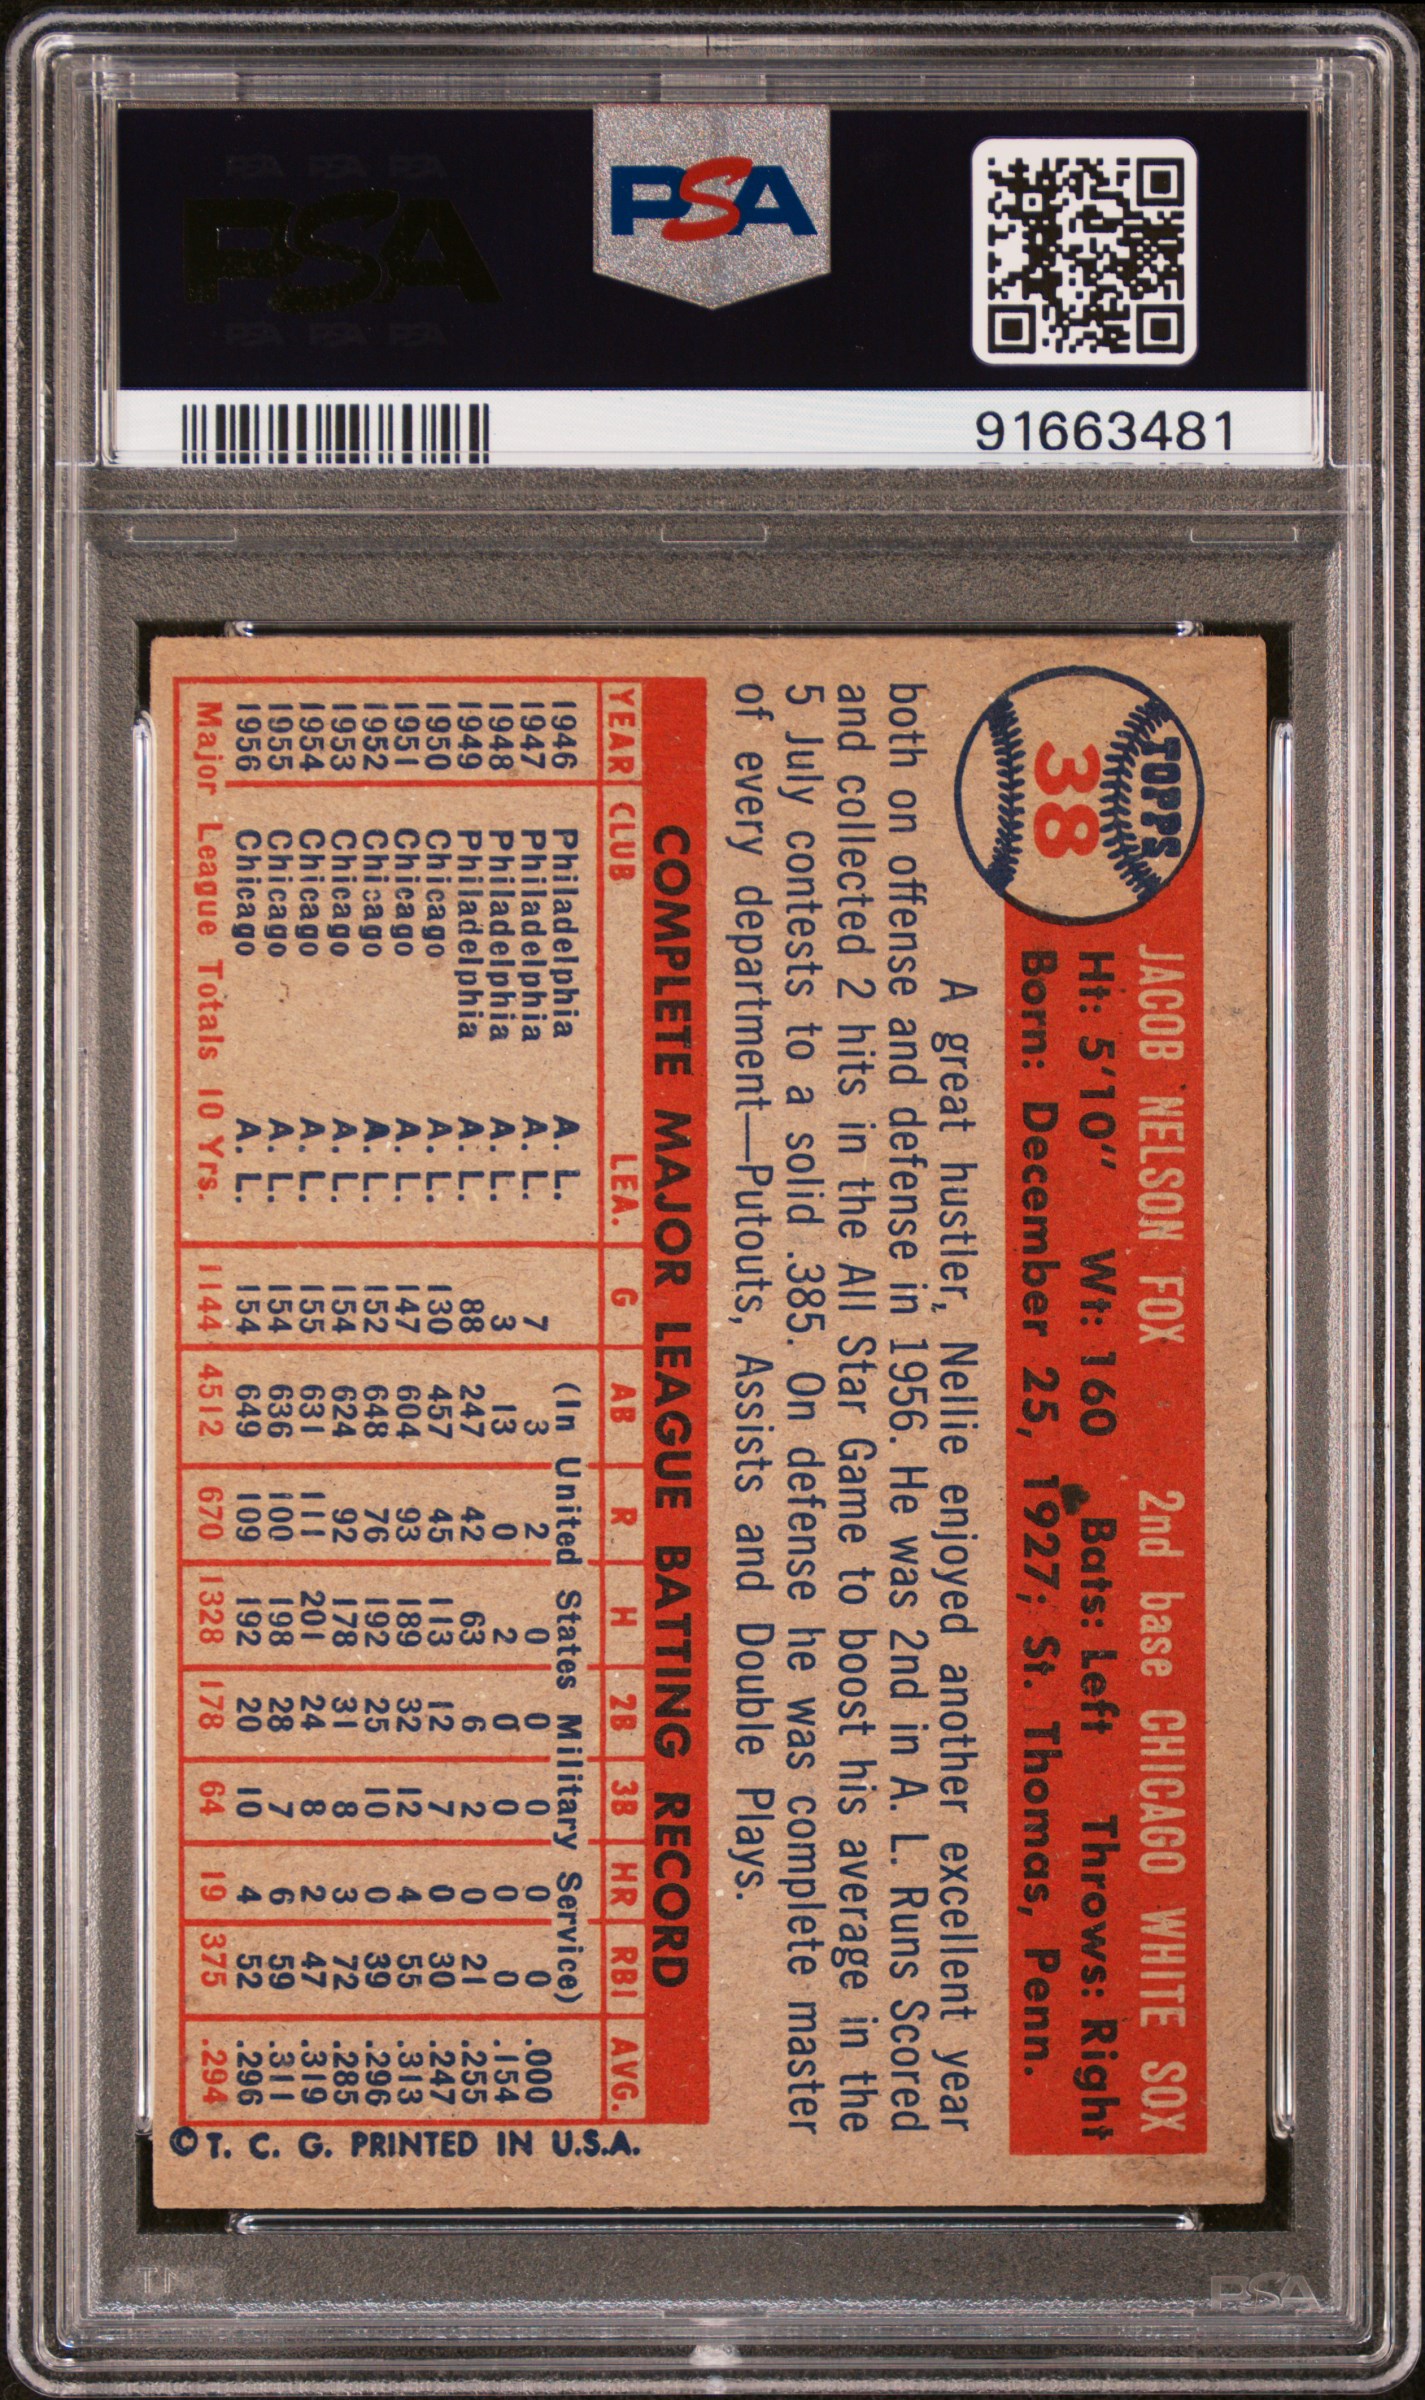 PSA PSA PSA
PSA
PSA PSA PSA
PSA
91663481
TOPPS
38
JACOB NELSON FOX 2nd base CHICAGO WHITE SOX
Ht: 5'10" Wt: 160 Bats: Left Throws: Right
Born: December 25, 1927; St. Thomas, Penn.
A great hustler, Nellie enjoyed another excellent year
both on offense and defense in 1956. He was 2nd in A. L. Runs Scored
and collected 2 hits in the All Star Game to boost his average in the
5 July contests to a solid .385. On defense he was complete master
of every department—Putouts, Assists and Double Plays.
COMPLETE MAJOR LEAGUE BATTING RECORD
YEAR CLUB LEA. G AB R H 2B 3B HR RBI AVG.
1946 Philadelphia A. L. (In United States Military Service)
1947 Philadelphia A. L. 7 3 2 0 0 0 0 0 .000
1948 Philadelphia A. L. 3 13 0 2 0 0 0 0 .154
1949 Philadelphia A. L. 88 247 42 63 6 2 0 21 .255
1950 Chicago A. L. 130 457 45 113 12 7 0 30 .247
1951 Chicago A. L. 147 604 93 189 32 12 4 55 .313
1952 Chicago A. L. 152 648 76 192 25 10 0 39 .296
1953 Chicago A. L. 154 624 92 178 31 8 3 72 .285
1954 Chicago A. L. 155 631 111 201 24 8 2 47 .319
1955 Chicago A. L. 154 636 100 198 28 7 6 59 .311
1956 Chicago A. L. 154 649 109 192 20 10 4 52 .296
Major League Totals 10 Yrs. 1144 4512 670 1328 178 64 19 375 .294
© T. C. G. PRINTED IN U.S.A.
PSA